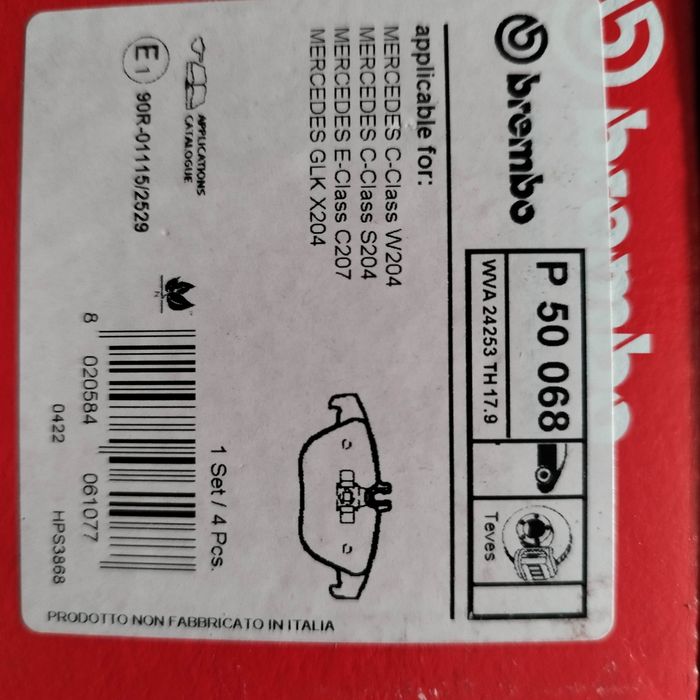 brembo
brembo
P 50 068
WVA 24253 TH17.9
Teves
applicable for:
MERCEDES C-Class W204
MERCEDES C-Class S204
MERCEDES E-Class C207
MERCEDES GLK X204
APPLICATIONS
CATALOGUE
E1 90R-01115/2529
1 Set / 4 Pcs.
8 020584 061077
0422 HPS3868
PRODOTTO NON FABBRICATO IN ITALIA